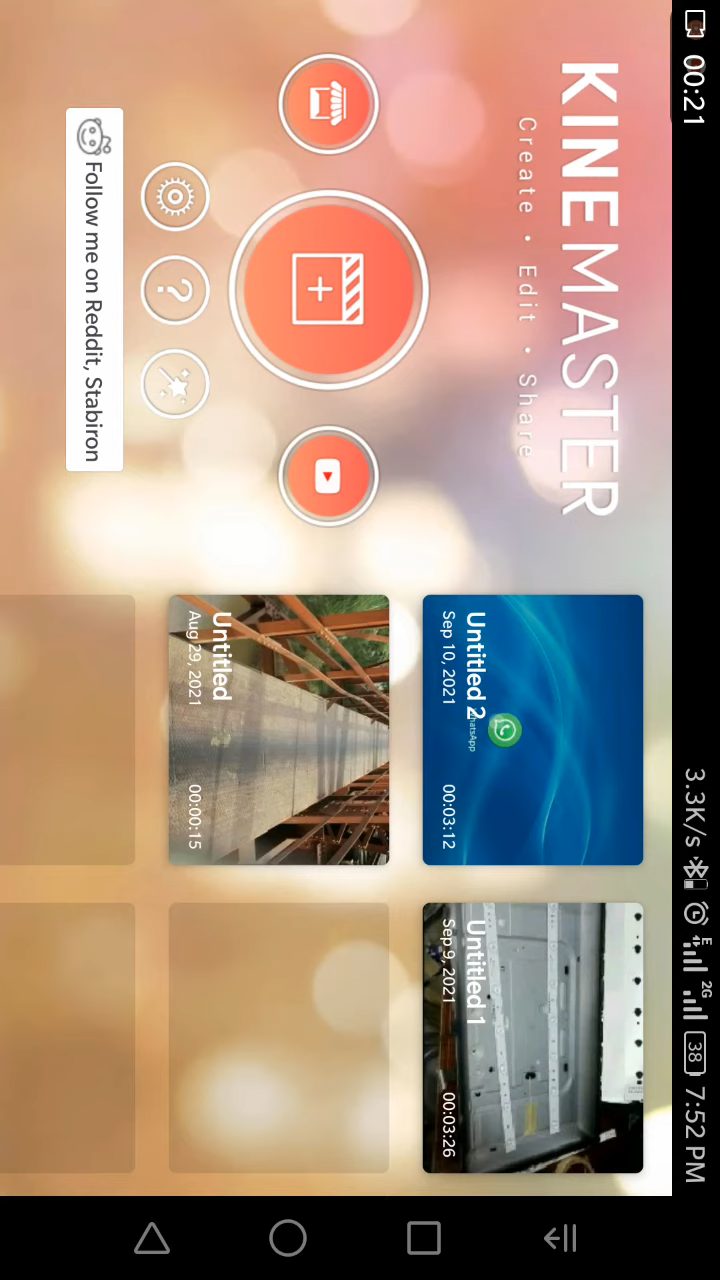 00:21
3.3K/s
E
2G
38
7:52 PM
KINEMASTER
Create • Edit • Share
Follow me on Reddit, Stabiron
Untitled 2
Sep 10, 2021
00:03:12
WhatsApp
Untitled 1
Sep 9, 2021
00:03:26
Untitled
Aug 29, 2021
00:00:15